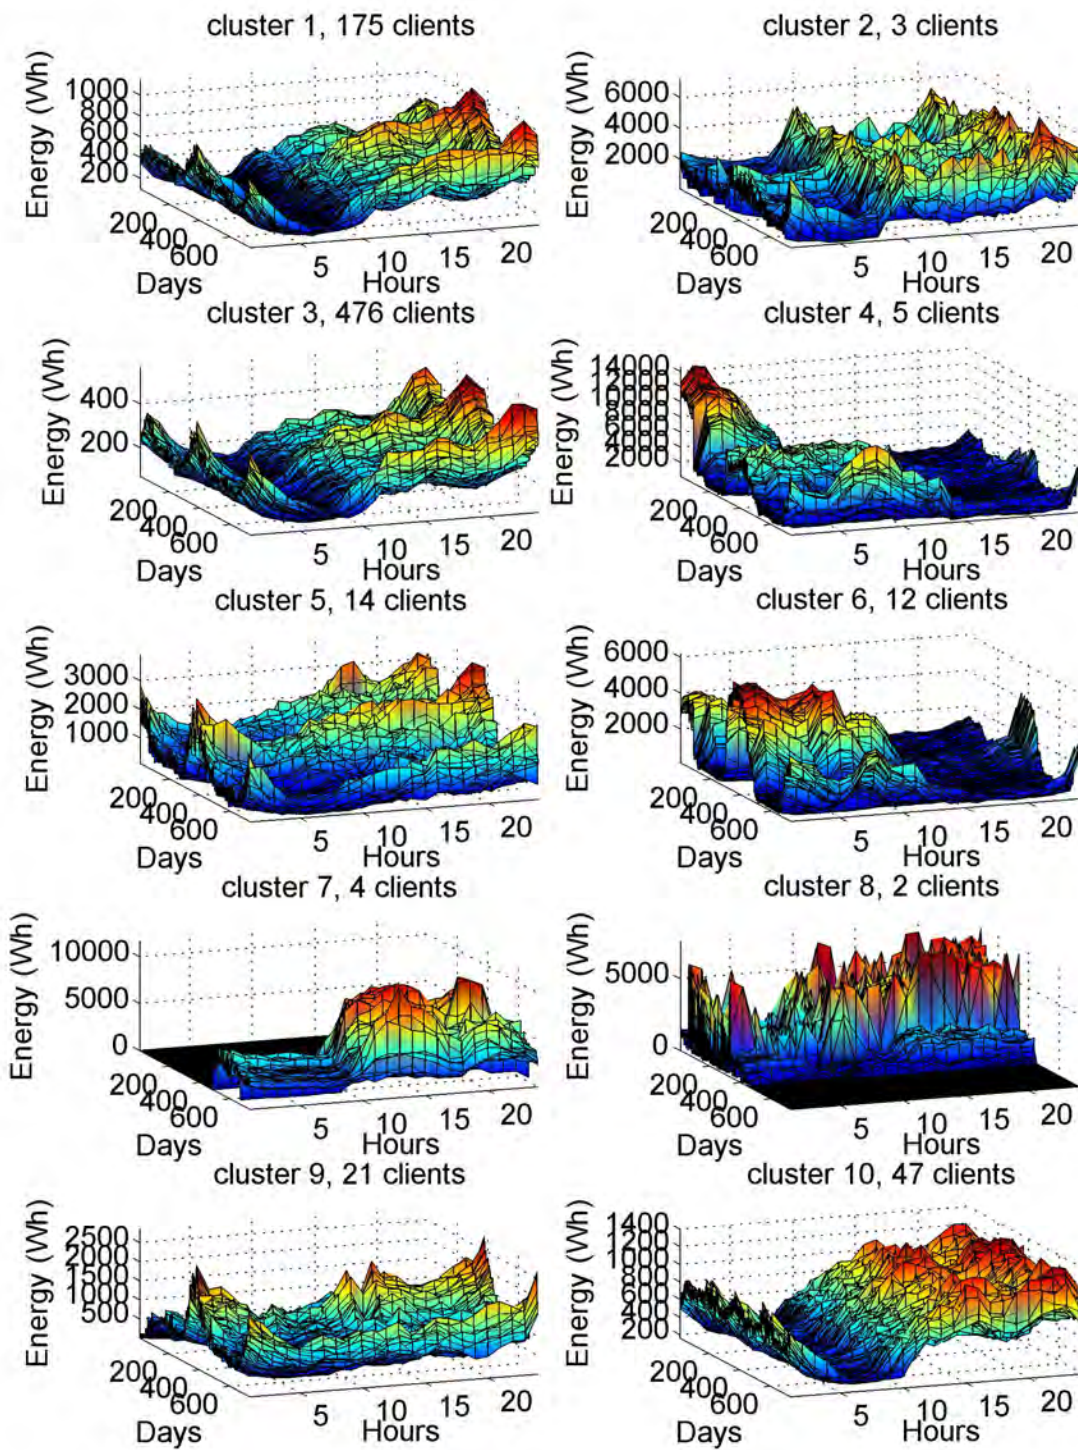 cluster 1, 175 clients
1000
800
600
400
200
Energy (Wh)
200
400
600
Days
5
10
15
20
Hours
cluster 2, 3 clients
6000
4000
2000
Energy (Wh)
200
400
600
Days
5
10
15
20
Hours
cluster 3, 476 clients
400
200
Energy (Wh)
200
400
600
Days
5
10
15
20
Hours
cluster 4, 5 clients
14000
12000
10000
8000
6000
4000
2000
Energy (Wh)
200
400
600
Days
5
10
15
20
Hours
cluster 5, 14 clients
3000
2000
1000
Energy (Wh)
200
400
600
Days
5
10
15
20
Hours
cluster 6, 12 clients
6000
4000
2000
Energy (Wh)
200
400
600
Days
5
10
15
20
Hours
cluster 7, 4 clients
10000
5000
0
Energy (Wh)
200
400
600
Days
5
10
15
20
Hours
cluster 8, 2 clients
5000
0
Energy (Wh)
200
400
600
Days
5
10
15
20
Hours
cluster 9, 21 clients
2500
2000
1500
1000
500
Energy (Wh)
200
400
600
Days
5
10
15
20
Hours
cluster 10, 47 clients
1400
1200
1000
800
600
400
200
Energy (Wh)
200
400
600
Days
5
10
15
20
Hours